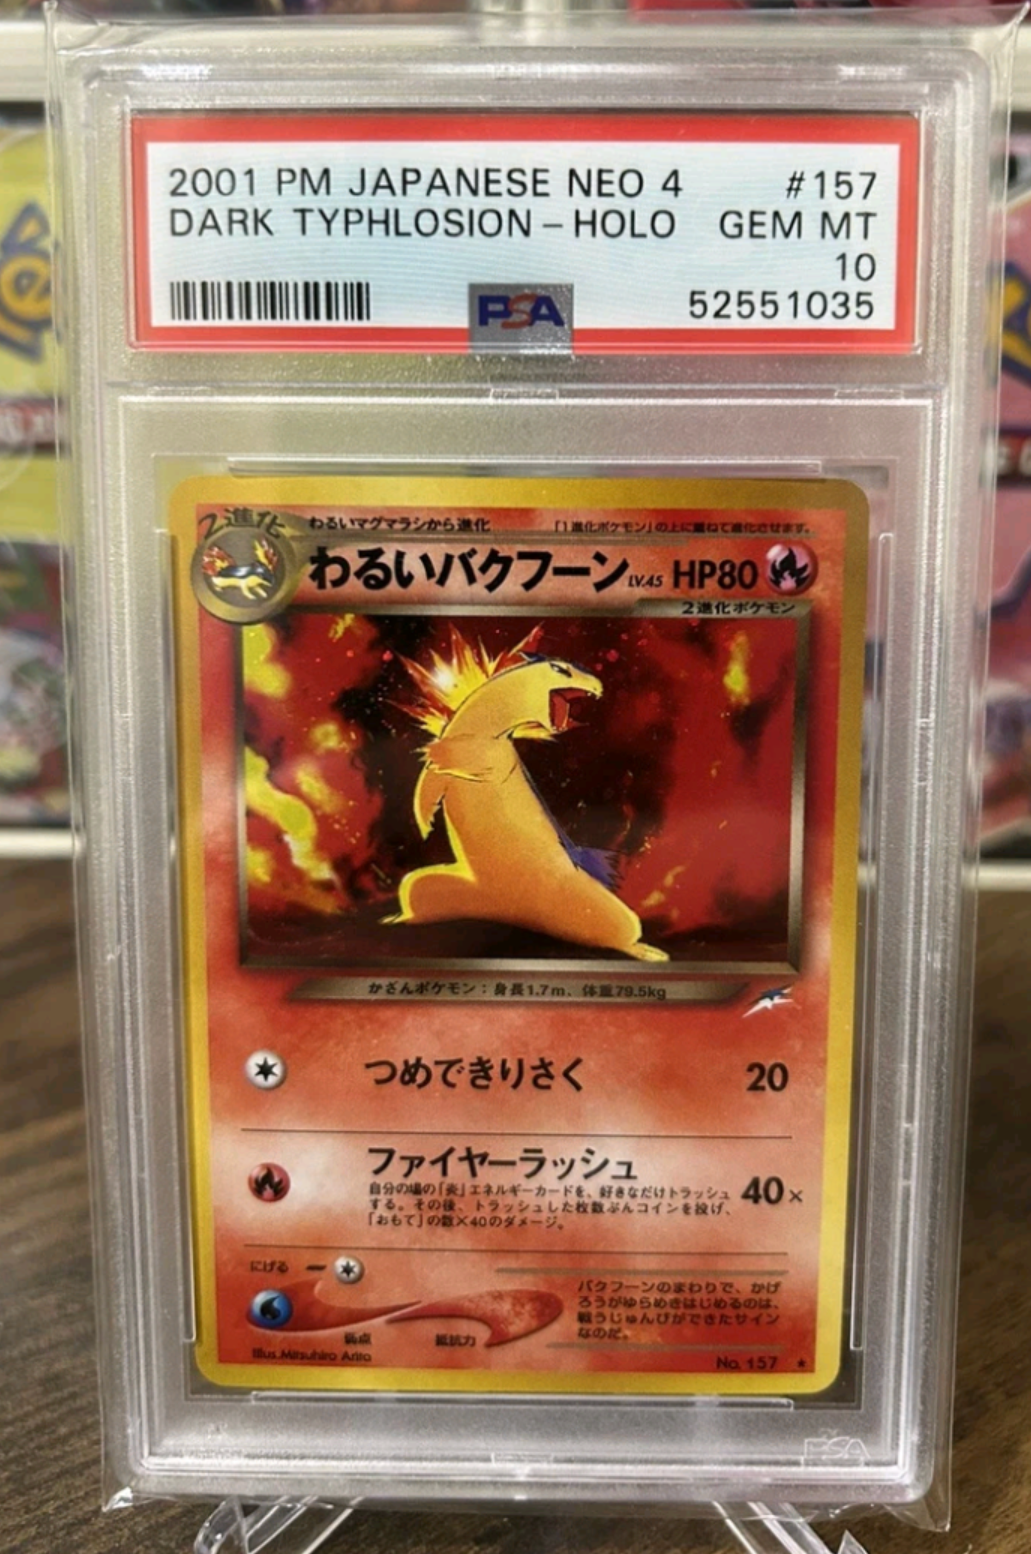 2001 PM JAPANESE NEO 4 #157
DARK TYPHLOSION-HOLO GEM MT
10
PSA 52551035
2進化 わるいマグマラシから進化 「1進化ポケモン」の上に重ねて進化させます。
わるいバクフーン LV.45 HP80
2進化ポケモン
かざんポケモン：身長1.7m、体重79.5kg
つめできりさく 20
ファイヤーラッシュ
自分の場の「炎」エネルギーカードを、好きなだけトラッシュ
する。その後、トラッシュした枚数ぶんコインを投げ、
「おもて」の数×40のダメージ。
40×
にげる
弱点 抵抗力
バクフーンのまわりで、かげ
ろうがゆらめきはじめるのは、
戦うじゅんびができたサイン
なのだ。
Illus.Mitsuhiro Arita No.157 ★
PSA